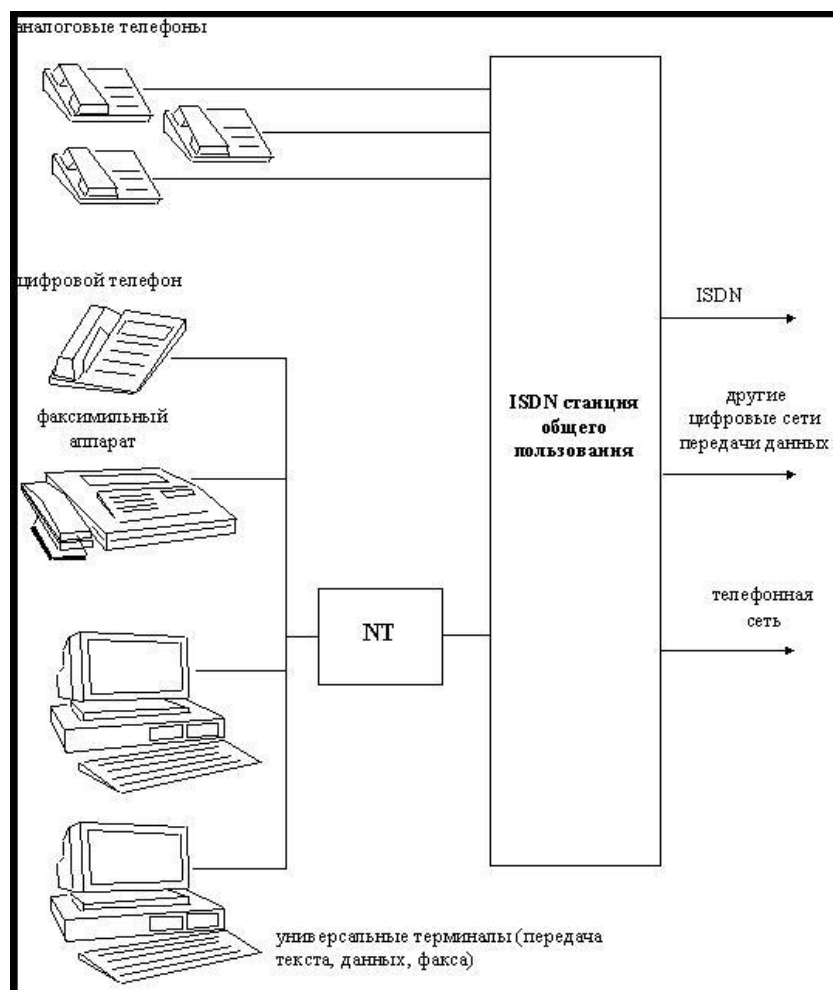 аналоговые телефоны
цифровой телефон
факсимильный
аппарат
NT
ISDN станция
общего
пользования
ISDN
другие
цифровые сети
передачи данных
телефонная
сеть
универсальные терминалы (передача
текста, данных, факса)